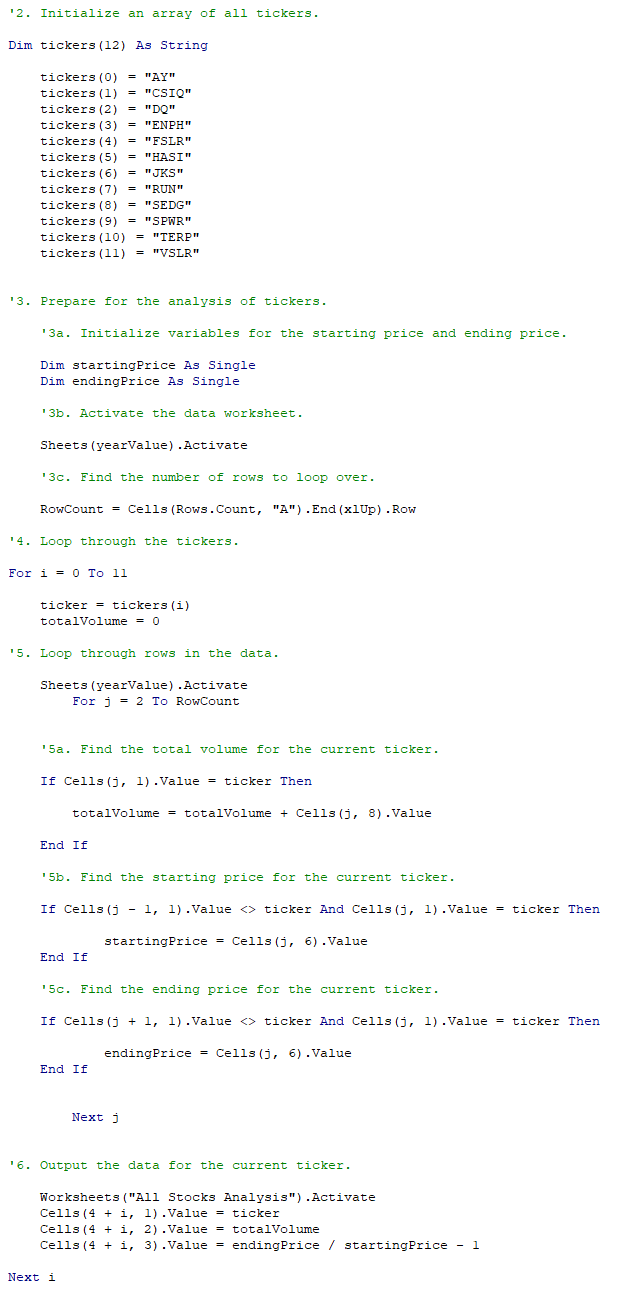 '2. Initialize an array of all tickers.
Dim tickers(12) As String
tickers(0) = "AY"
tickers(1) = "CSIQ"
tickers(2) = "DQ"
tickers(3) = "ENPH"
tickers(4) = "FSLR"
tickers(5) = "HASI"
tickers(6) = "JKS"
tickers(7) = "RUN"
tickers(8) = "SEDG"
tickers(9) = "SPWR"
tickers(10) = "TERP"
tickers(11) = "VSLR"
'3. Prepare for the analysis of tickers.
'3a. Initialize variables for the starting price and ending price.
Dim startingPrice As Single
Dim endingPrice As Single
'3b. Activate the data worksheet.
Sheets(yearValue).Activate
'3c. Find the number of rows to loop over.
RowCount = Cells(Rows.Count, "A").End(xlUp).Row
'4. Loop through the tickers.
For i = 0 To 11
ticker = tickers(i)
totalVolume = 0
'5. Loop through rows in the data.
Sheets(yearValue).Activate
For j = 2 To RowCount
'5a. Find the total volume for the current ticker.
If Cells(j, 1).Value = ticker Then
totalVolume = totalVolume + Cells(j, 8).Value
End If
'5b. Find the starting price for the current ticker.
If Cells(j - 1, 1).Value <> ticker And Cells(j, 1).Value = ticker Then
startingPrice = Cells(j, 6).Value
End If
'5c. Find the ending price for the current ticker.
If Cells(j + 1, 1).Value <> ticker And Cells(j, 1).Value = ticker Then
endingPrice = Cells(j, 6).Value
End If
Next j
'6. Output the data for the current ticker.
Worksheets("All Stocks Analysis").Activate
Cells(4 + i, 1).Value = ticker
Cells(4 + i, 2).Value = totalVolume
Cells(4 + i, 3).Value = endingPrice / startingPrice - 1
Next i